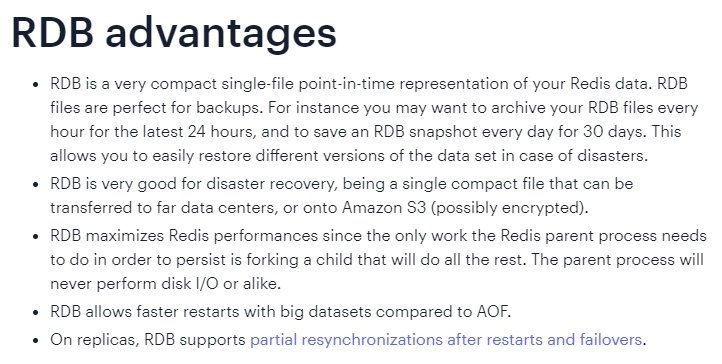 RDB advantages
• RDB is a very compact single-file point-in-time representation of your Redis data. RDB
files are perfect for backups. For instance you may want to archive your RDB files every
hour for the latest 24 hours, and to save an RDB snapshot every day for 30 days. This
allows you to easily restore different versions of the data set in case of disasters.
• RDB is very good for disaster recovery, being a single compact file that can be
transferred to far data centers, or onto Amazon S3 (possibly encrypted).
• RDB maximizes Redis performances since the only work the Redis parent process needs
to do in order to persist is forking a child that will do all the rest. The parent process will
never perform disk I/O or alike.
• RDB allows faster restarts with big datasets compared to AOF.
• On replicas, RDB supports partial resynchronizations after restarts and failovers.